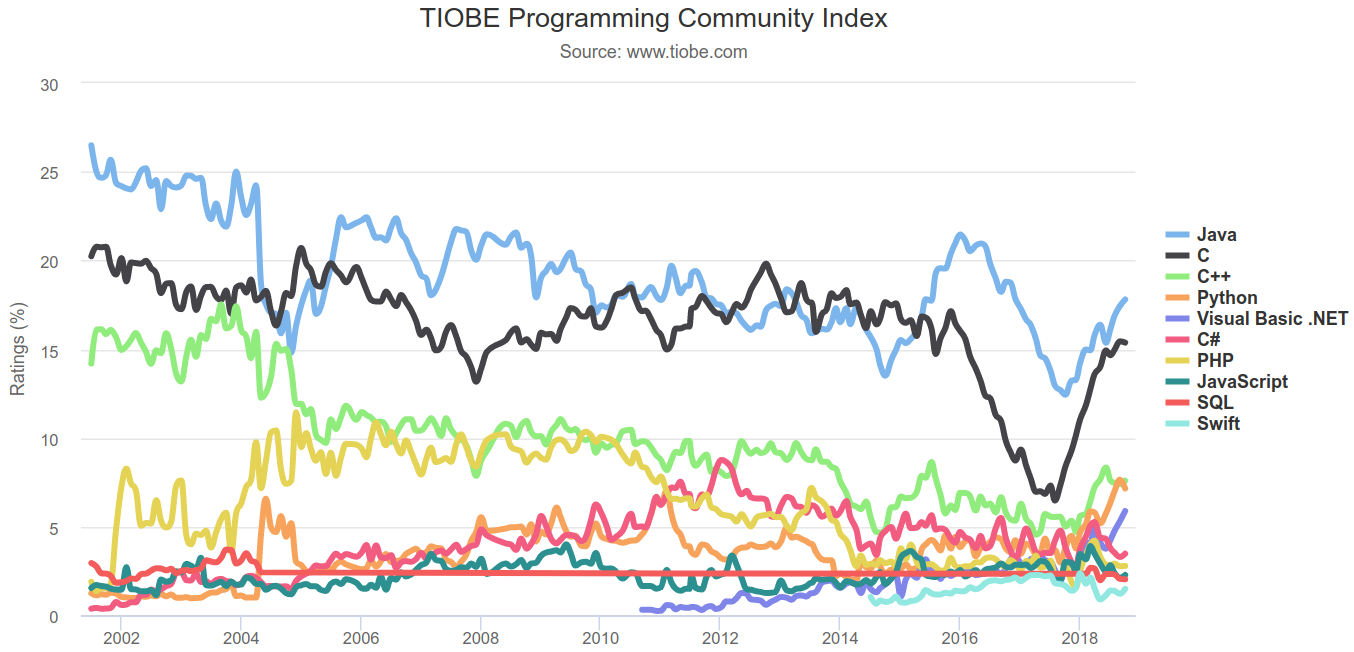 TIOBE Programming Community Index
Source: www.tiobe.com
Ratings (%)
30
25
20
15
10
5
0
2002 2004 2006 2008 2010 2012 2014 2016 2018
Java
C
C++
Python
Visual Basic .NET
C#
PHP
JavaScript
SQL
Swift